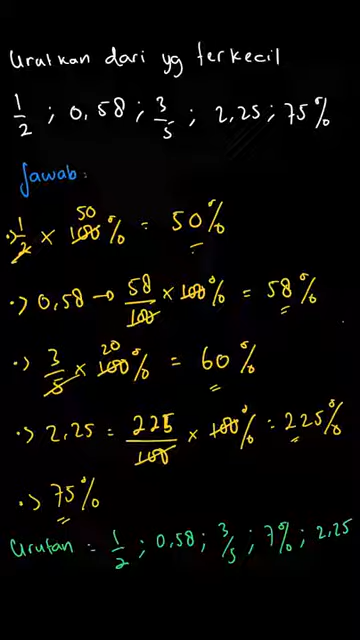 Urutkan dari yg terkecil
1/2 ; 0,58 ; 3/5 ; 2,25 ; 75%
Jawab:
·> 1/2 × 50 100% = 50%
·> 0,58 → 58/100 × 100% = 58%
·> 3/5 × 20 100% = 60%
·> 2,25 = 225/100 × 100% = 225%
·> 75%
Urutan = 1/2 ; 0,58 ; 3/5 ; 7% ; 2,25